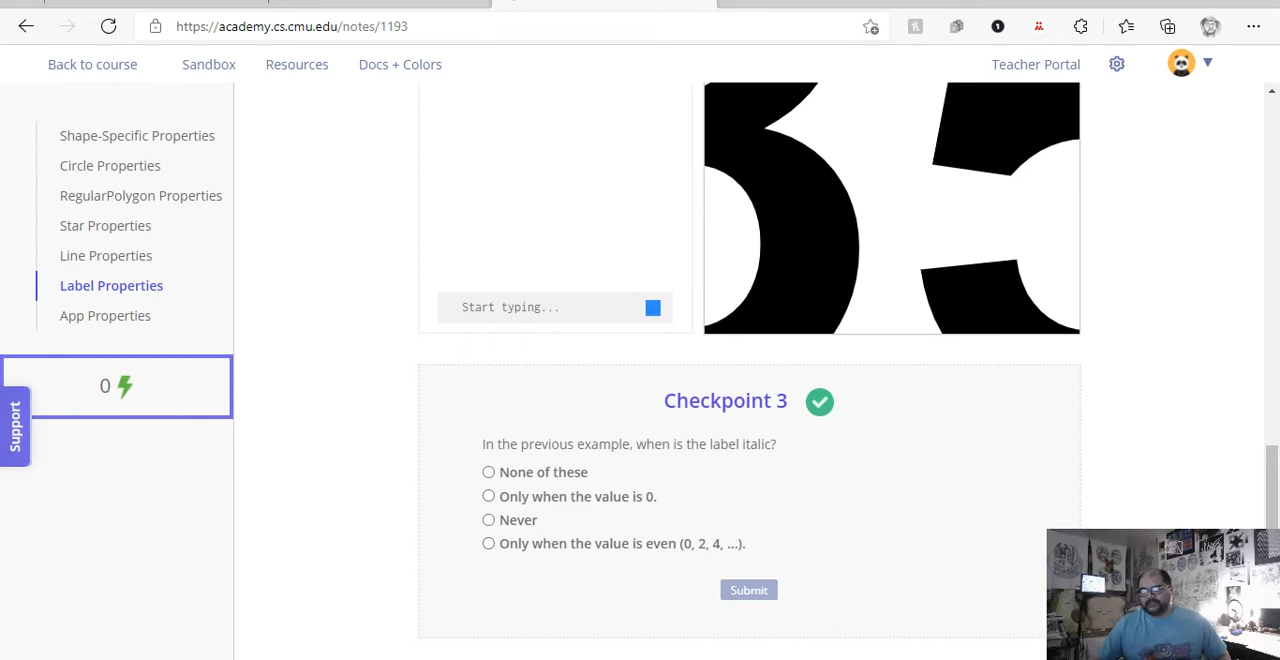 https://academy.cs.cmu.edu/notes/1193
Back to course
Sandbox
Resources
Docs + Colors
Teacher Portal
Shape-Specific Properties
Circle Properties
RegularPolygon Properties
Star Properties
Line Properties
Label Properties
App Properties
0
Support
Start typing...
Checkpoint 3
In the previous example, when is the label italic?
None of these
Only when the value is 0.
Never
Only when the value is even (0, 2, 4, ...).
Submit